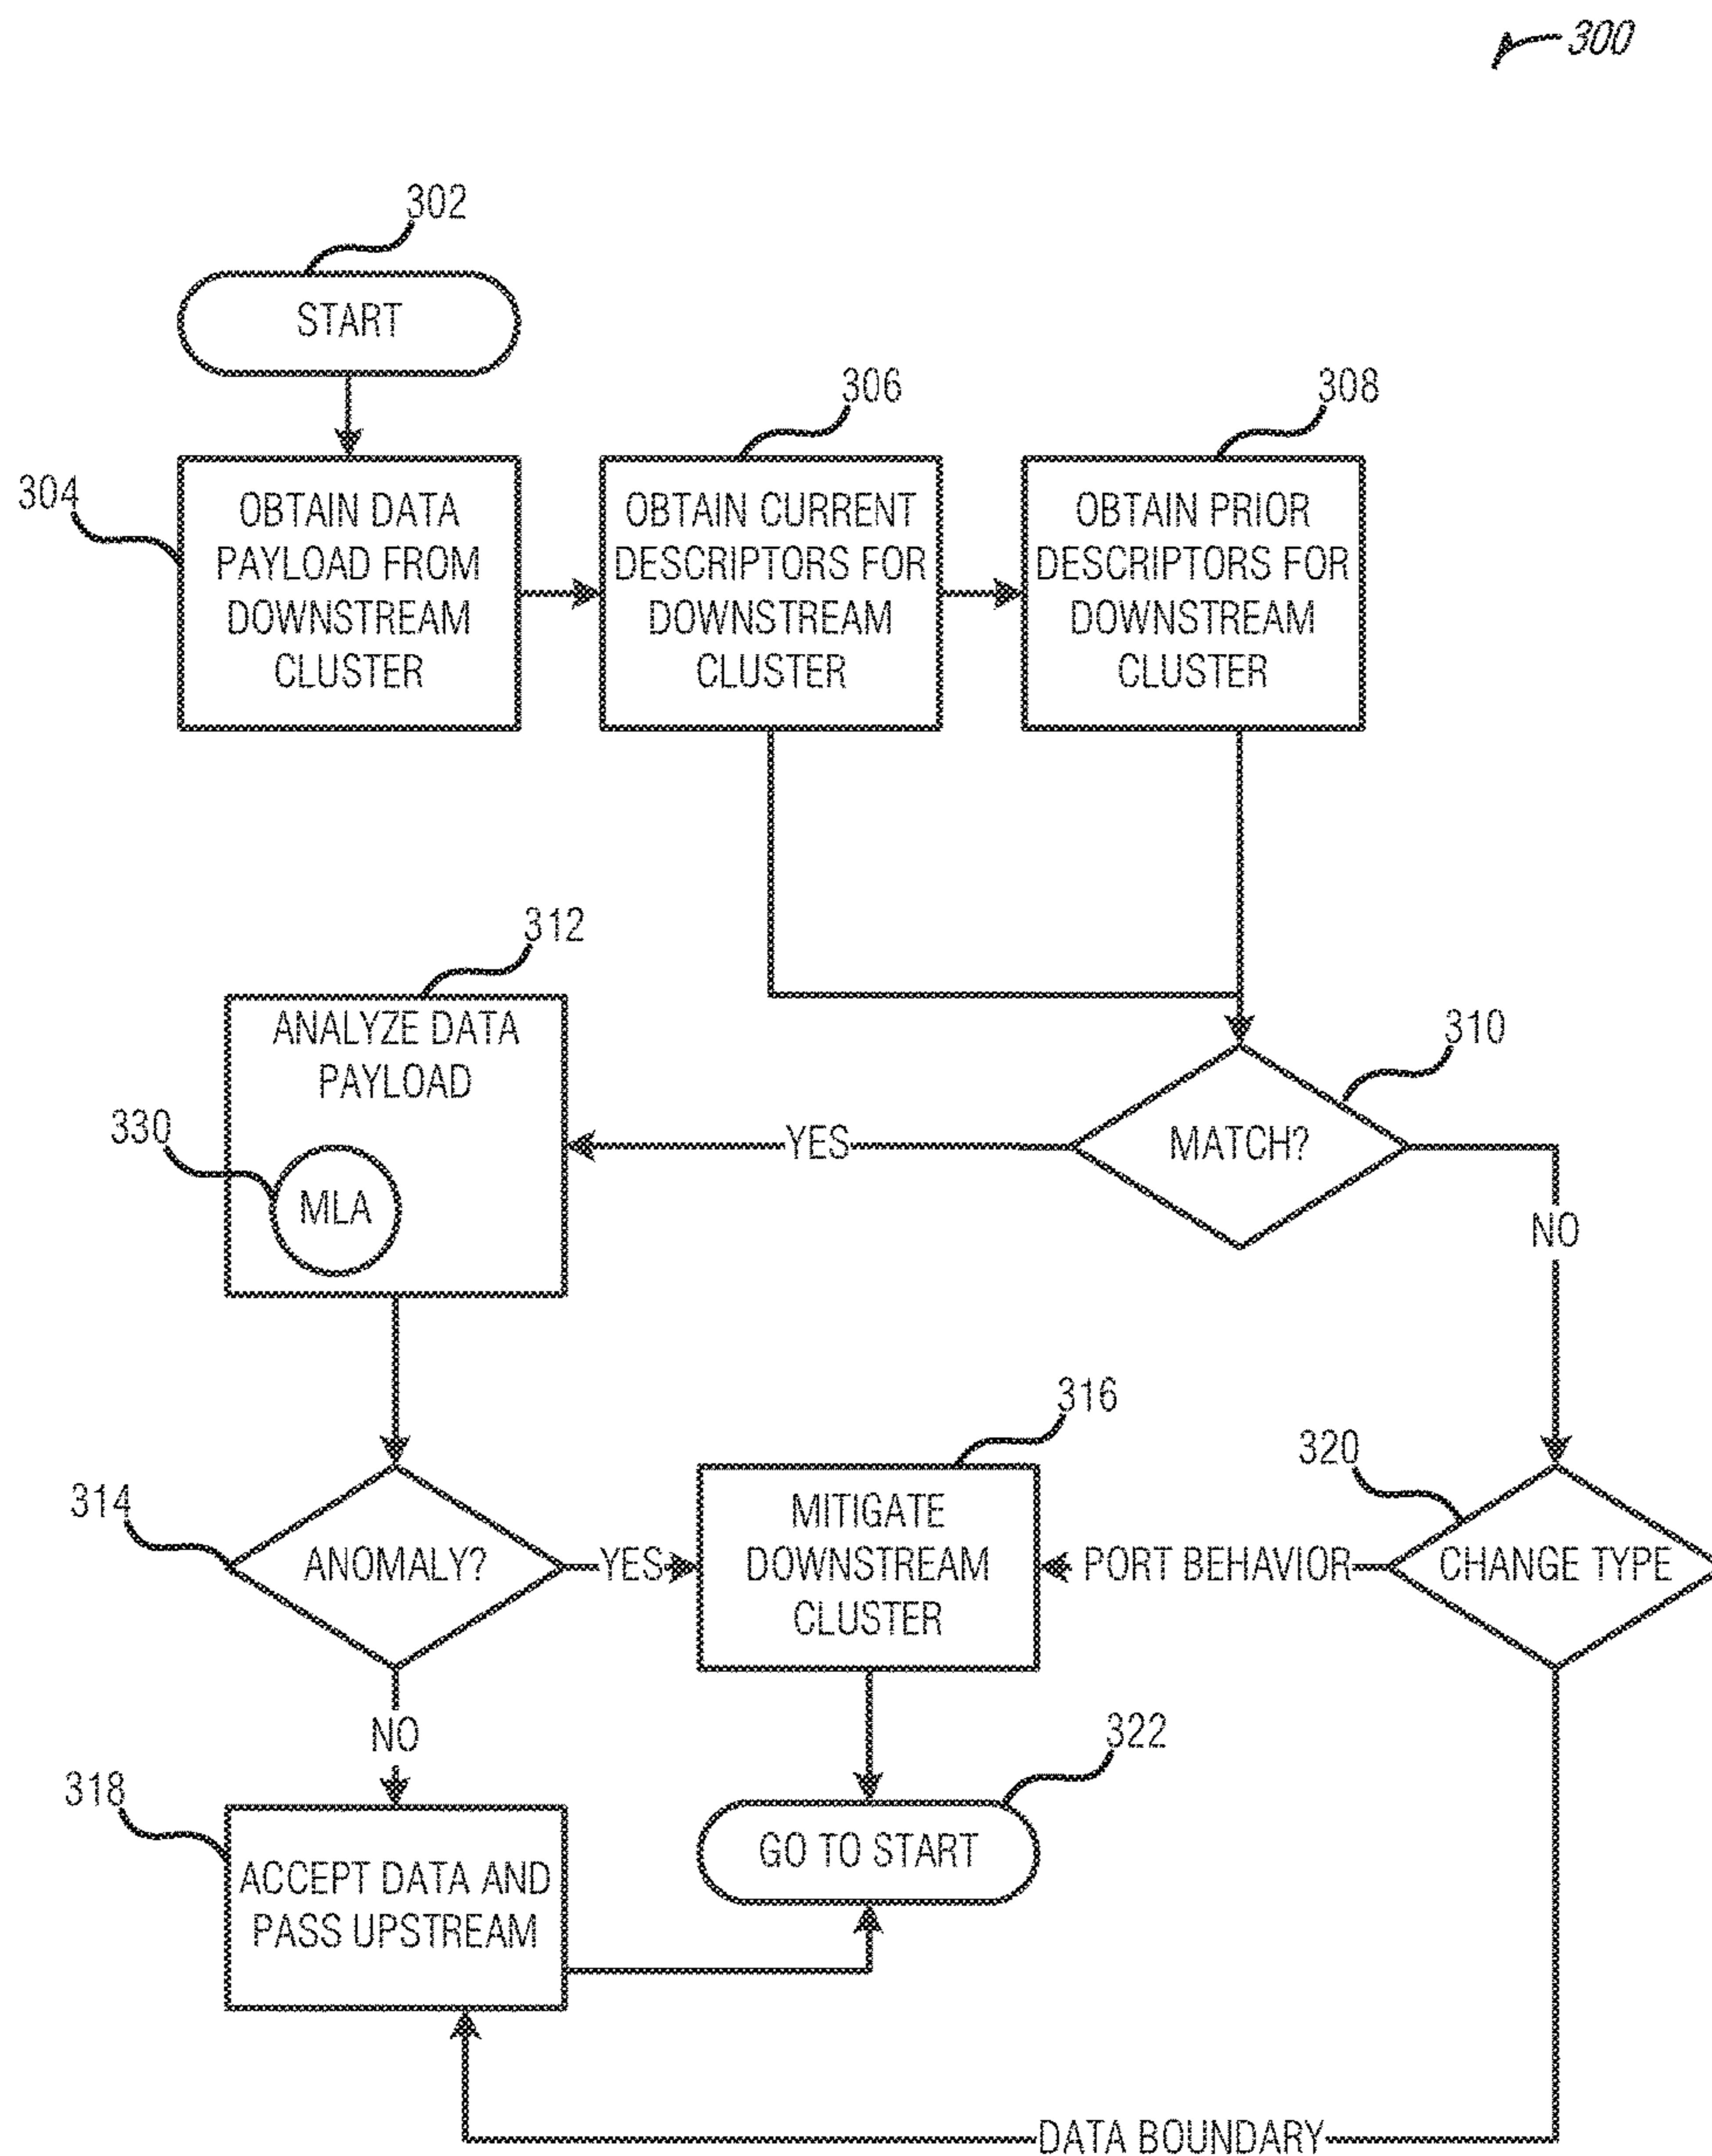 300
302
START
306
308
304
OBTAIN DATA
PAYLOAD FROM
DOWNSTREAM
CLUSTER
OBTAIN CURRENT
DESCRIPTORS FOR
DOWNSTREAM
CLUSTER
OBTAIN PRIOR
DESCRIPTORS FOR
DOWNSTREAM
CLUSTER
312
310
ANALYZE DATA
PAYLOAD
330
MLA
YES
MATCH?
NO
316
320
314
ANOMALY?
YES
MITIGATE
DOWNSTREAM
CLUSTER
PORT BEHAVIOR
CHANGE TYPE
NO
322
318
GO TO START
ACCEPT DATA AND
PASS UPSTREAM
DATA BOUNDARY